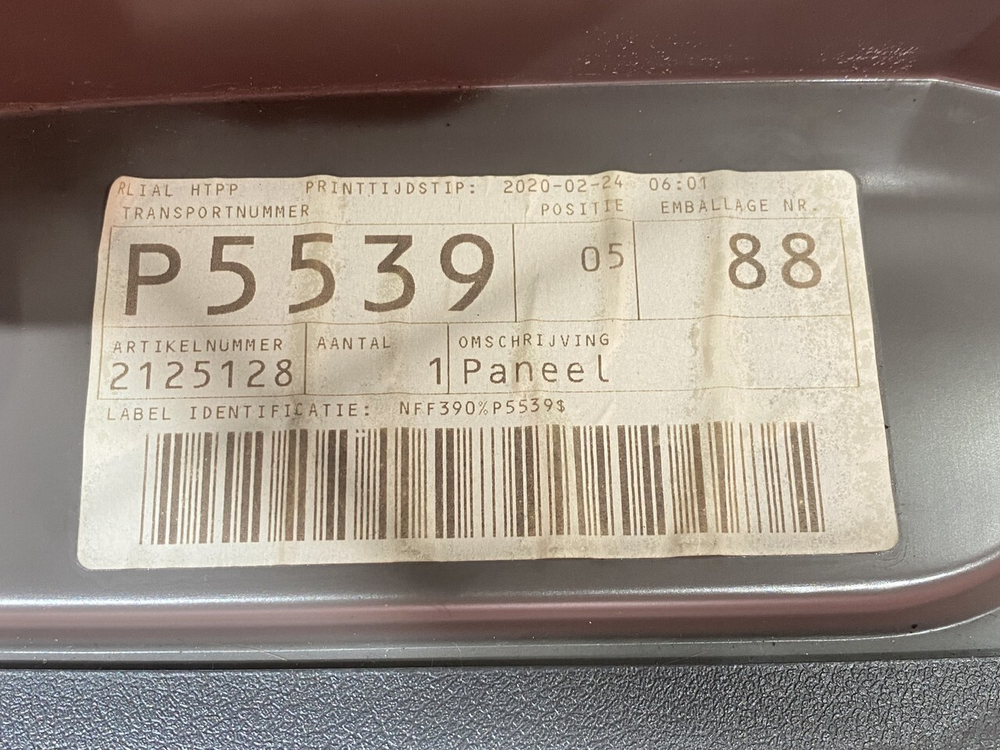 RLIAL HTPP PRINTTIJDSTIP: 2020-02-24 06:01
TRANSPORTNUMMER POSITIE EMBALLAGE NR.
P5539 05 88
ARTIKELNUMMER AANTAL OMSCHRIJVING
2125128 1 Paneel
LABEL IDENTIFICATIE: NFF390%P5539$